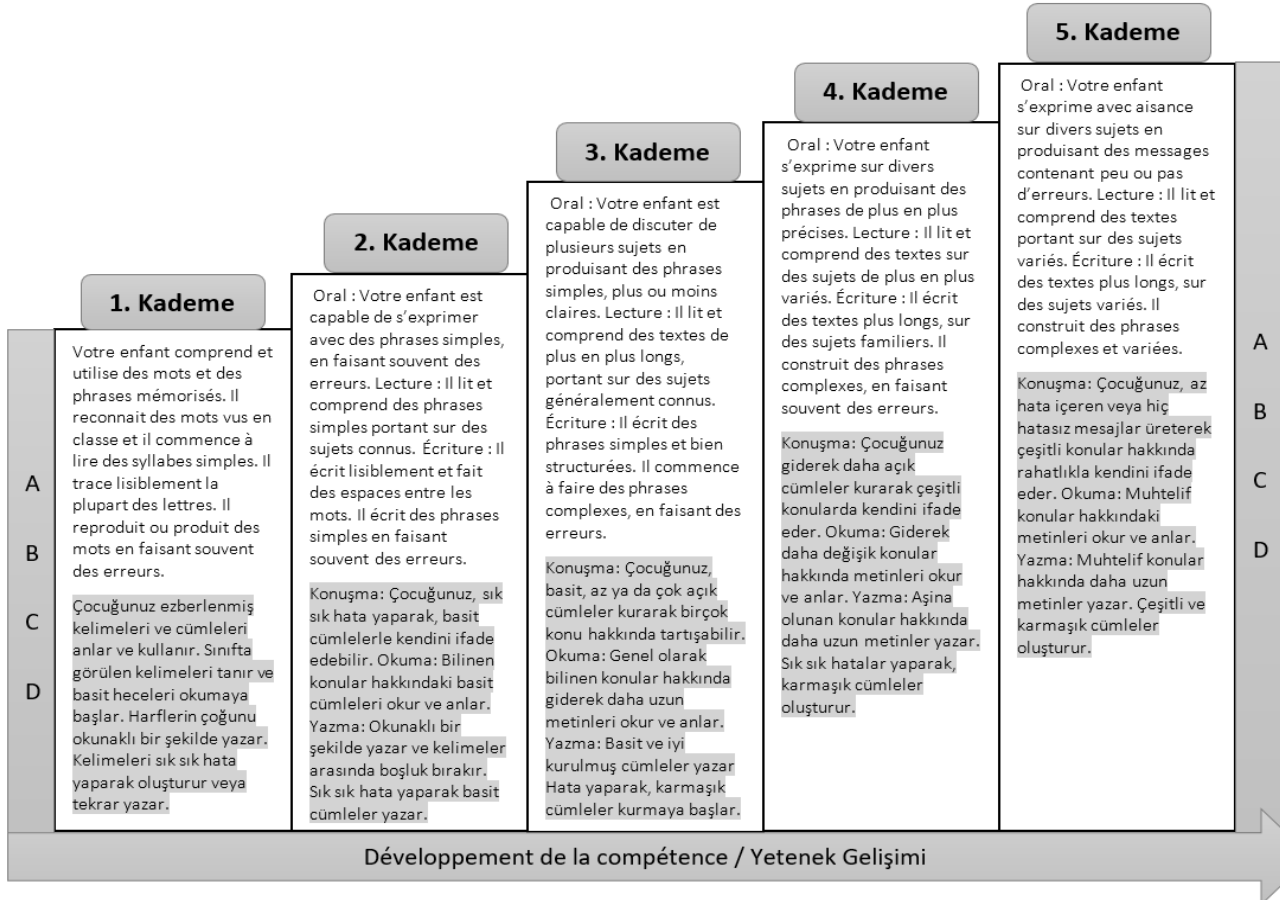 1. Kademe
Votre enfant comprend et
utilise des mots et des
phrases mémorisés. Il
reconnait des mots vus en
classe et il commence à
lire des syllabes simples. Il
trace lisiblement la
plupart des lettres. Il
reproduit ou produit des
mots en faisant souvent
des erreurs.
Çocuğunuz ezberlenmiş
kelimeleri ve cümleleri
anlar ve kullanır. Sınıfta
görülen kelimeleri tanır ve
basit heceleri okumaya
başlar. Harflerin çoğunu
okunaklı bir şekilde yazar.
Kelimeleri sık sık hata
yaparak oluşturur veya
tekrar yazar.
2. Kademe
Oral : Votre enfant est
capable de s’exprimer
avec des phrases simples,
en faisant souvent des
erreurs. Lecture : Il lit et
comprend des phrases
simples portant sur des
sujets connus. Écriture : Il
écrit lisiblement et fait
des espaces entre les
mots. Il écrit des phrases
simples en faisant
souvent des erreurs.
Konuşma: Çocuğunuz, sık
sık hata yaparak, basit
cümlelerle kendini ifade
edebilir. Okuma: Bilinen
konular hakkındaki basit
cümleleri okur ve anlar.
Yazma: Okunaklı bir
şekilde yazar ve kelimeler
arasında boşluk bırakır.
Sık sık hata yaparak basit
cümleler yazar.
3. Kademe
Oral : Votre enfant est
capable de discuter de
plusieurs sujets en
produisant des phrases
simples, plus ou moins
claires. Lecture : Il lit et
comprend des textes de
plus en plus longs,
portant sur des sujets
généralement connus.
Écriture : Il écrit des
phrases simples et bien
structurées. Il commence
à faire des phrases
complexes, en faisant des
erreurs.
Konuşma: Çocuğunuz,
basit, az ya da çok açık
cümleler kurarak birçok
konu hakkında tartışabilir.
Okuma: Genel olarak
bilinen konular hakkında
giderek daha uzun
metinleri okur ve anlar.
Yazma: Basit ve iyi
kurulmuş cümleler yazar
Hata yaparak, karmaşık
cümleler kurmaya başlar.
4. Kademe
Oral : Votre enfant
s’exprime sur divers
sujets en produisant des
phrases de plus en plus
précises. Lecture : Il lit et
comprend des textes sur
des sujets de plus en plus
variés. Écriture : Il écrit
des textes plus longs, sur
des sujets familiers. Il
construit des phrases
complexes, en faisant
souvent des erreurs.
Konuşma: Çocuğunuz
giderek daha açık
cümleler kurarak çeşitli
konularda kendini ifade
eder. Okuma: Giderek
daha değişik konular
hakkında metinleri okur
ve anlar. Yazma: Aşina
olunan konular hakkında
daha uzun metinler yazar.
Sık sık hatalar yaparak,
karmaşık cümleler
oluşturur.
5. Kademe
Oral : Votre enfant
s’exprime avec aisance
sur divers sujets en
produisant des messages
contenant peu ou pas
d’erreurs. Lecture : Il lit et
comprend des textes
portant sur des sujets
variés. Écriture : Il écrit
des textes plus longs, sur
des sujets variés. Il
construit des phrases
complexes et variées.
Konuşma: Çocuğunuz, az
hata içeren veya hiç
hatasız mesajlar üreterek
çeşitli konular hakkında
rahatlıkla kendini ifade
eder. Okuma: Muhtelif
konular hakkındaki
metinleri okur ve anlar.
Yazma: Muhtelif konular
hakkında daha uzun
metinler yazar. Çeşitli ve
karmaşık cümleler
oluşturur.
A
B
C
D
A
B
C
D
Développement de la compétence / Yetenek Gelişimi